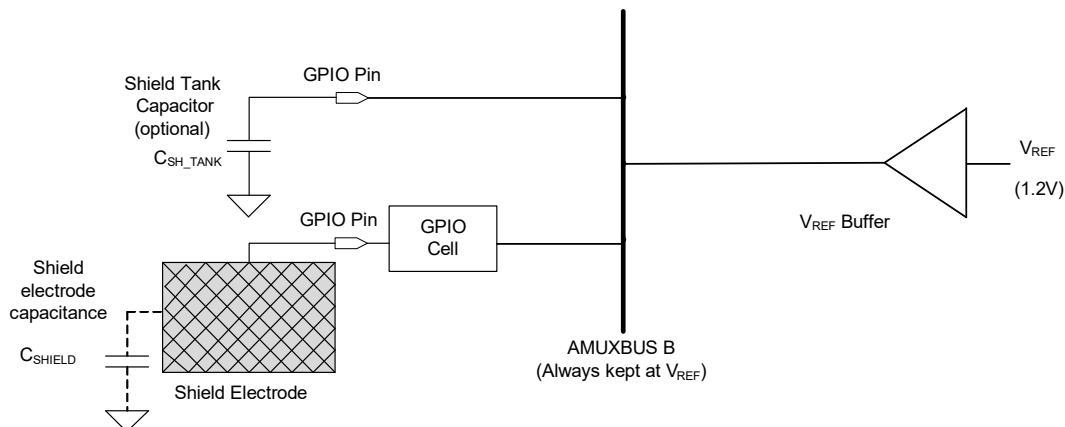 Shield Tank
Capacitor
(optional)
C_SH_TANK
GPIO Pin
V_REF
(1.2V)
V_REF Buffer
GPIO Pin
GPIO
Cell
Shield
electrode
capacitance
C_SHIELD
Shield Electrode
AMUXBUS B
(Always kept at V_REF)